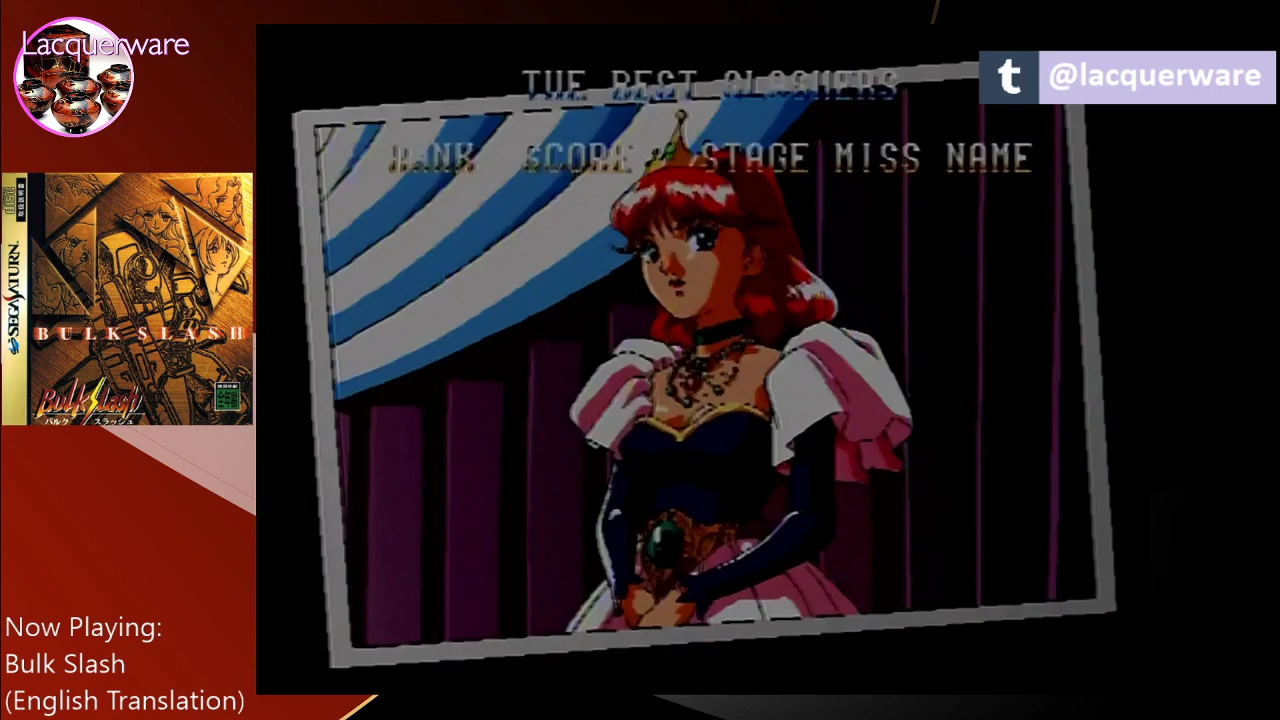 Lacquerware
t @lacquerware
THE BEST SLASHERS
RANK SCORE STAGE MISS NAME
SEGA SATURN
BULK SLASH
Bulk Slash
バルク スラッシュ
Now Playing:
Bulk Slash
(English Translation)